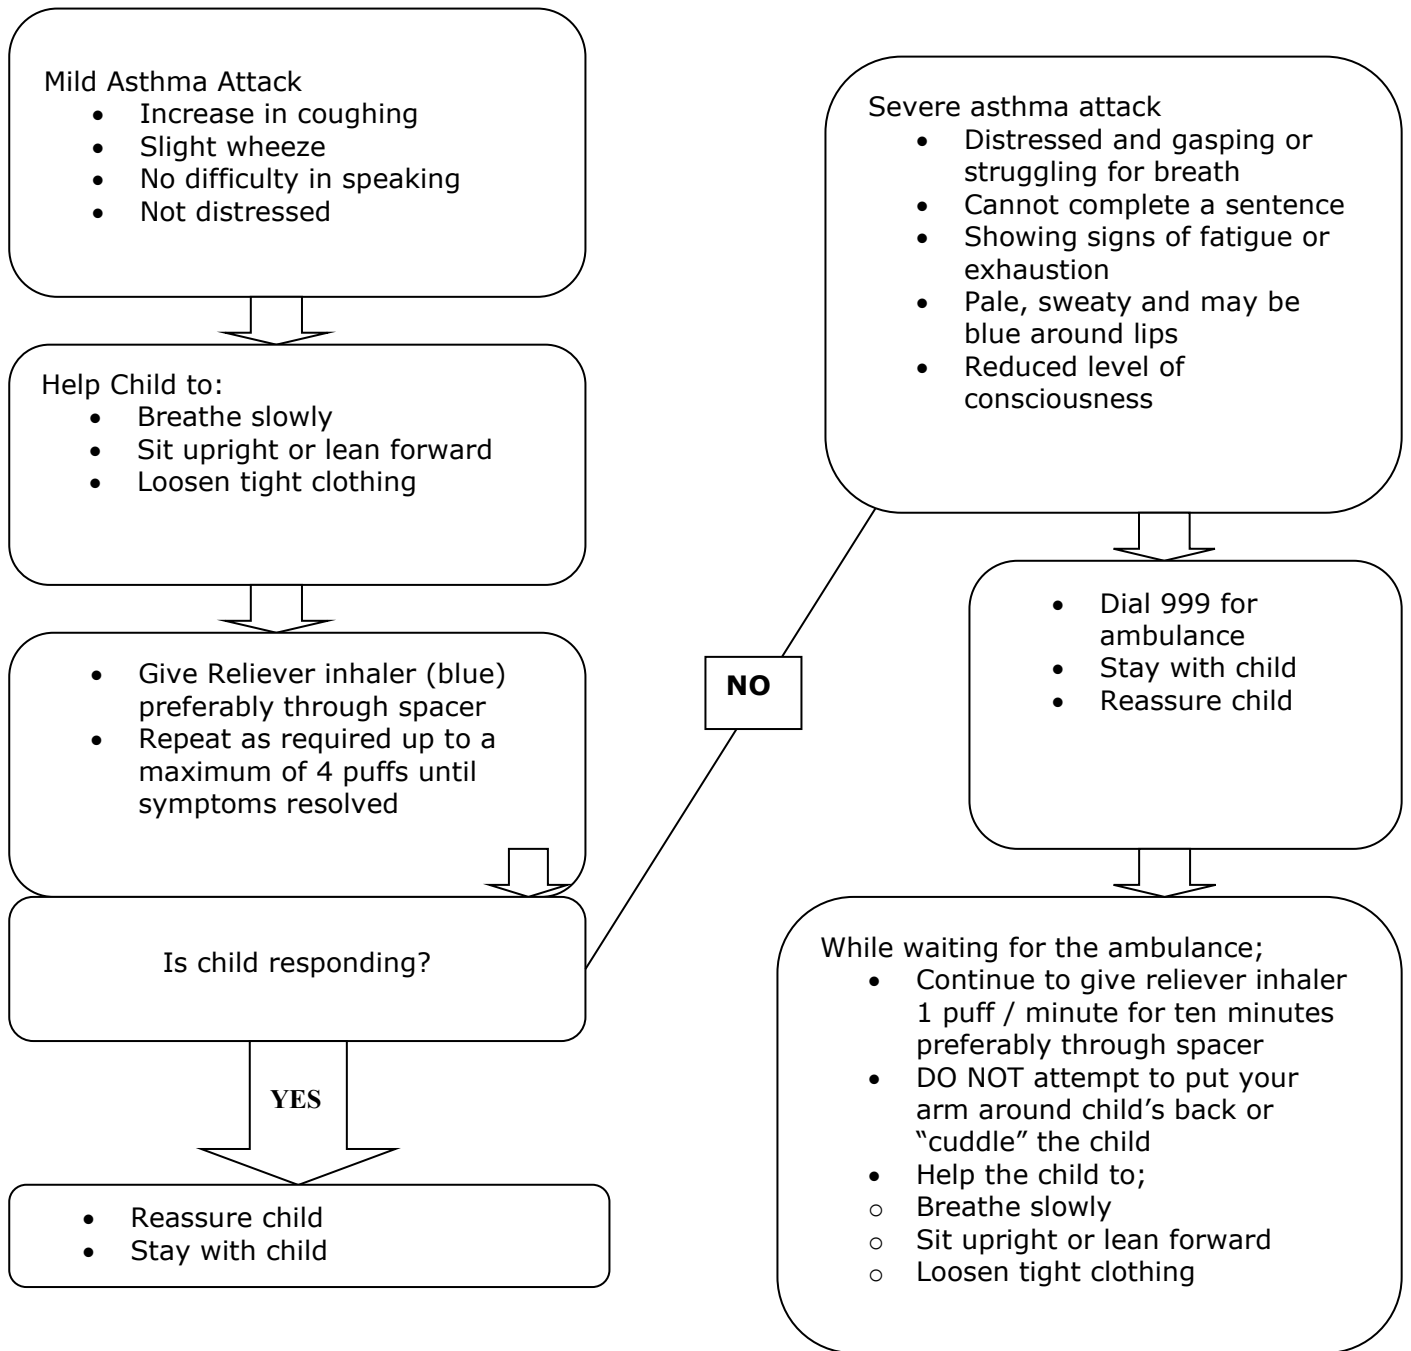 Mild Asthma Attack
• Increase in coughing
• Slight wheeze
• No difficulty in speaking
• Not distressed
Help Child to:
• Breathe slowly
• Sit upright or lean forward
• Loosen tight clothing
• Give Reliever inhaler (blue)
preferably through spacer
• Repeat as required up to a
maximum of 4 puffs until
symptoms resolved
Is child responding?
YES
• Reassure child
• Stay with child
NO
Severe asthma attack
• Distressed and gasping or
struggling for breath
• Cannot complete a sentence
• Showing signs of fatigue or
exhaustion
• Pale, sweaty and may be
blue around lips
• Reduced level of
consciousness
• Dial 999 for
ambulance
• Stay with child
• Reassure child
While waiting for the ambulance;
• Continue to give reliever inhaler
1 puff / minute for ten minutes
preferably through spacer
• DO NOT attempt to put your
arm around child’s back or
“cuddle” the child
• Help the child to;
o Breathe slowly
o Sit upright or lean forward
o Loosen tight clothing